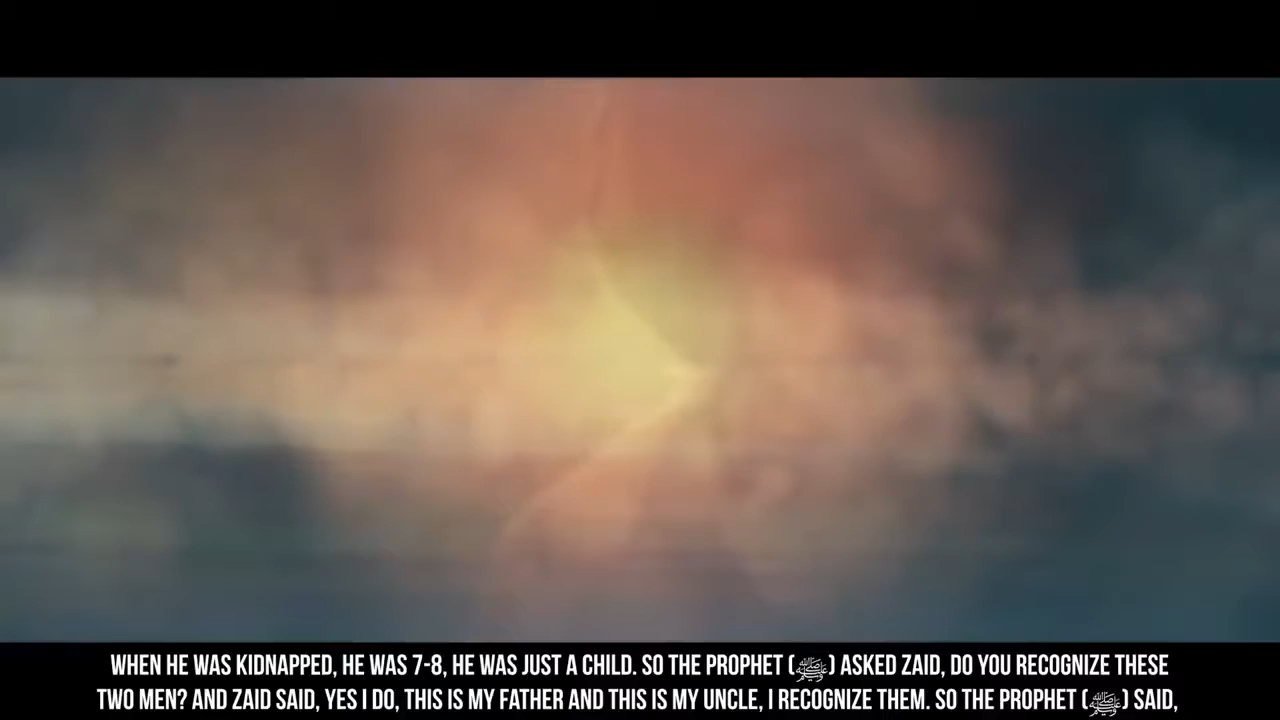 WHEN HE WAS KIDNAPPED, HE WAS 7-8, HE WAS JUST A CHILD. SO THE PROPHET (ﷺ) ASKED ZAID, DO YOU RECOGNIZE THESE
TWO MEN? AND ZAID SAID, YES I DO, THIS IS MY FATHER AND THIS IS MY UNCLE, I RECOGNIZE THEM. SO THE PROPHET (ﷺ) SAID,